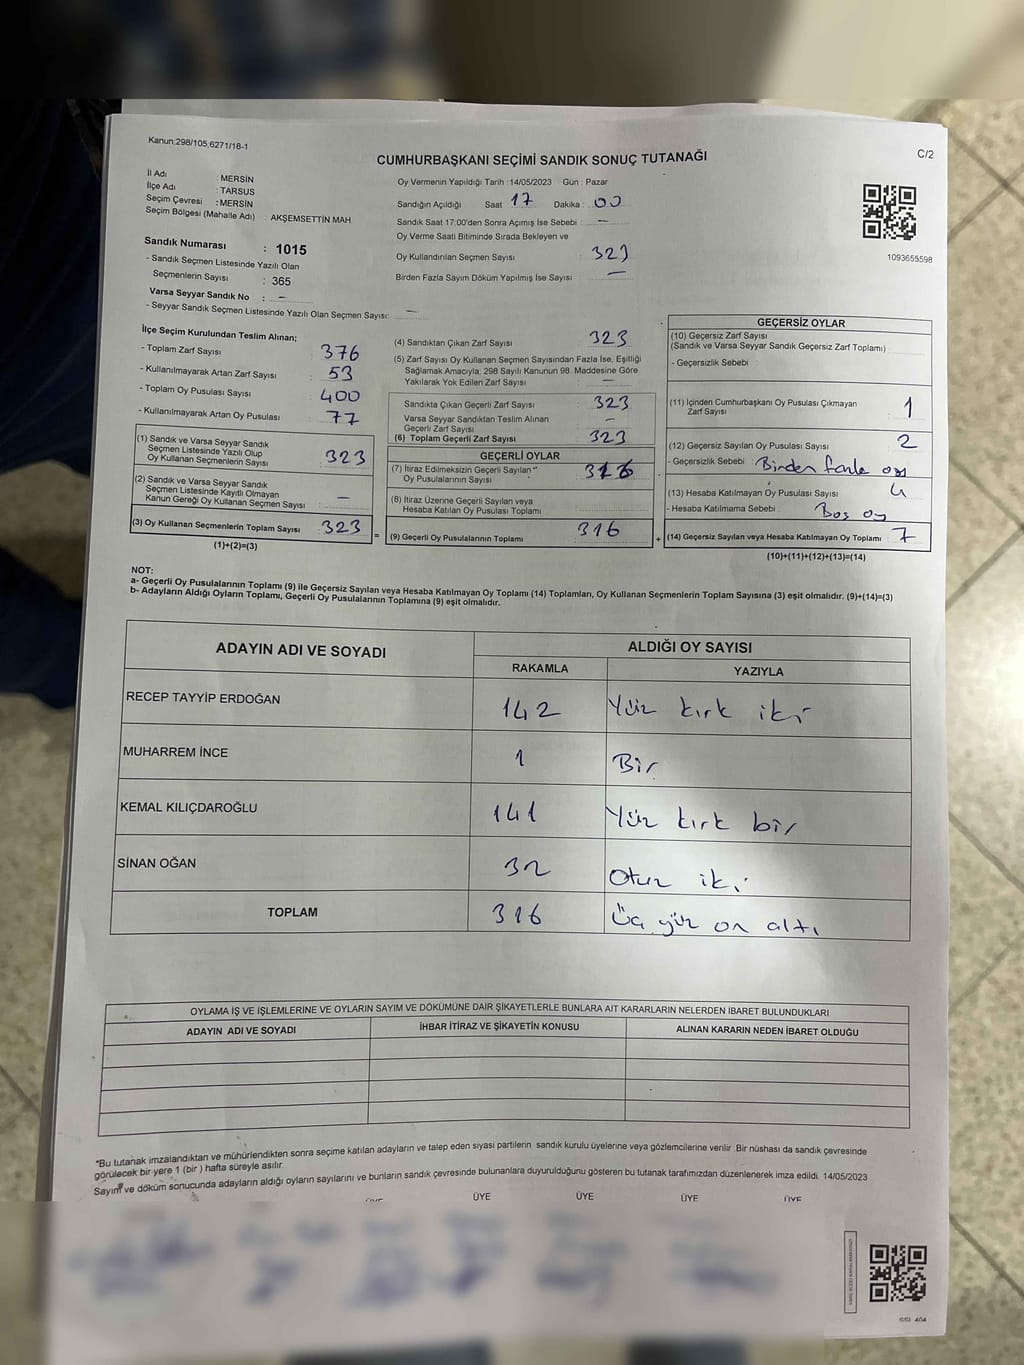 Kanun;298/105,6271/18-1
C/2
CUMHURBAŞKANI SEÇİMİ SANDIK SONUÇ TUTANAĞI
İl Adı : MERSİN
İlçe Adı : TARSUS
Seçim Çevresi : MERSİN
Seçim Bölgesi (Mahalle Adı) : AKŞEMSETTİN MAH.
Sandık Numarası : 1015
- Sandık Seçmen Listesinde Yazılı Olan
Seçmenlerin Sayısı : 365
Varsa Seyyar Sandık No : -
- Seyyar Sandık Seçmen Listesinde Yazılı Olan Seçmen Sayısı: -
Oy Vermenin Yapıldığı Tarih :14/05/2023 Gün : Pazar
Sandığın Açıldığı Saat 17 Dakika : 00
Sandık Saat 17:00'den Sonra Açımış İse Sebebi : -
Oy Verme Saati Bitiminde Sırada Bekleyen ve
Oy Kullandırılan Seçmen Sayısı : 323
Birden Fazla Sayım Döküm Yapılmış İse Sayısı : -
1093655598
İlçe Seçim Kurulundan Teslim Alınan;
- Toplam Zarf Sayısı : 376
- Kullanılmayarak Artan Zarf Sayısı : 53
- Toplam Oy Pusulası Sayısı : 400
- Kullanılmayarak Artan Oy Pusulası : 77
(1) Sandık ve Varsa Seyyar Sandık
Seçmen Listesinde Yazılı Olup
Oy Kullanan Seçmenlerin Sayısı : 323
(2) Sandık ve Varsa Seyyar Sandık
Seçmen Listesinde Kayıtlı Olmayan
Kanun Gereği Oy Kullanan Seçmen Sayısı : -
(3) Oy Kullanan Seçmenlerin Toplam Sayısı : 323
(1)+(2)=(3)
(4) Sandıktan Çıkan Zarf Sayısı : 323
(5) Zarf Sayısı Oy Kullanan Seçmen Sayısından Fazla İse, Eşitliği
Sağlamak Amacıyla; 298 Sayılı Kanunun 98. Maddesine Göre
Yakılarak Yok Edilen Zarf Sayısı : -
Sandıkta Çıkan Geçerli Zarf Sayısı : 323
Varsa Seyyar Sandıktan Teslim Alınan
Geçerli Zarf Sayısı : -
(6) Toplam Geçerli Zarf Sayısı : 323
GEÇERLİ OYLAR
(7) İtiraz Edilmeksizin Geçerli Sayılan
Oy Pusulalarının Sayısı : 316
(8) İtiraz Üzerine Geçerli Sayılan veya
Hesaba Katılan Oy Pusulası Toplamı :
(9) Geçerli Oy Pusulalarının Toplamı : 316
GEÇERSİZ OYLAR
(10) Geçersiz Zarf Sayısı
(Sandık ve Varsa Seyyar Sandık Geçersiz Zarf Toplamı)
- Geçersizlik Sebebi :
(11) İçinden Cumhurbaşkanı Oy Pusulası Çıkmayan
Zarf Sayısı : 1
(12) Geçersiz Sayılan Oy Pusulası Sayısı : 2
- Geçersizlik Sebebi : Birden fazla oy
(13) Hesaba Katılmayan Oy Pusulası Sayısı : 4
- Hesaba Katılmama Sebebi : Boş oy
(14) Geçersiz Sayılan veya Hesaba Katılmayan Oy Toplamı : 7
(10)+(11)+(12)+(13)=(14)
NOT:
a- Geçerli Oy Pusulalarının Toplamı (9) ile Geçersiz Sayılan veya Hesaba Katılmayan Oy Toplamı (14) Toplamları, Oy Kullanan Seçmenlerin Toplam Sayısına (3) eşit olmalıdır. (9)+(14)=(3)
b- Adayların Aldığı Oyların Toplamı, Geçerli Oy Pusulalarının Toplamına (9) eşit olmalıdır.
ADAYIN ADI VE SOYADI ALDIĞI OY SAYISI
RAKAMLA YAZIYLA
RECEP TAYYİP ERDOĞAN 142 Yüz kırk iki
MUHARREM İNCE 1 Bir
KEMAL KILIÇDAROĞLU 141 Yüz kırk bir
SİNAN OĞAN 32 Otuz iki
TOPLAM 316 Üç yüz on altı
OYLAMA İŞ VE İŞLEMLERİNE VE OYLARIN SAYIM VE DÖKÜMÜNE DAİR ŞİKAYETLERLE BUNLARA AİT KARARLARIN NELERDEN İBARET BULUNDUKLARI
ADAYIN ADI VE SOYADI İHBAR İTİRAZ VE ŞİKAYETİN KONUSU ALINAN KARARIN NEDEN İBARET OLDUĞU
*Bu tutanak imzalandıktan ve mühürlendikten sonra seçime katılan adayların ve talep eden siyasi partilerin sandık kurulu üyelerine veya gözlemcilerine verilir. Bir nüshası da sandık çevresinde
görülecek bir yere 1 (bir ) hafta süreyle asılır.
Sayım ve döküm sonucunda adayların aldığı oyların sayılarını ve bunların sandık çevresinde bulunanlara duyurulduğunu gösteren bu tutanak tarafımızdan düzenlenerek imza edildi. 14/05/2023
ÜYE ÜYE ÜYE ÜYE ÜYE